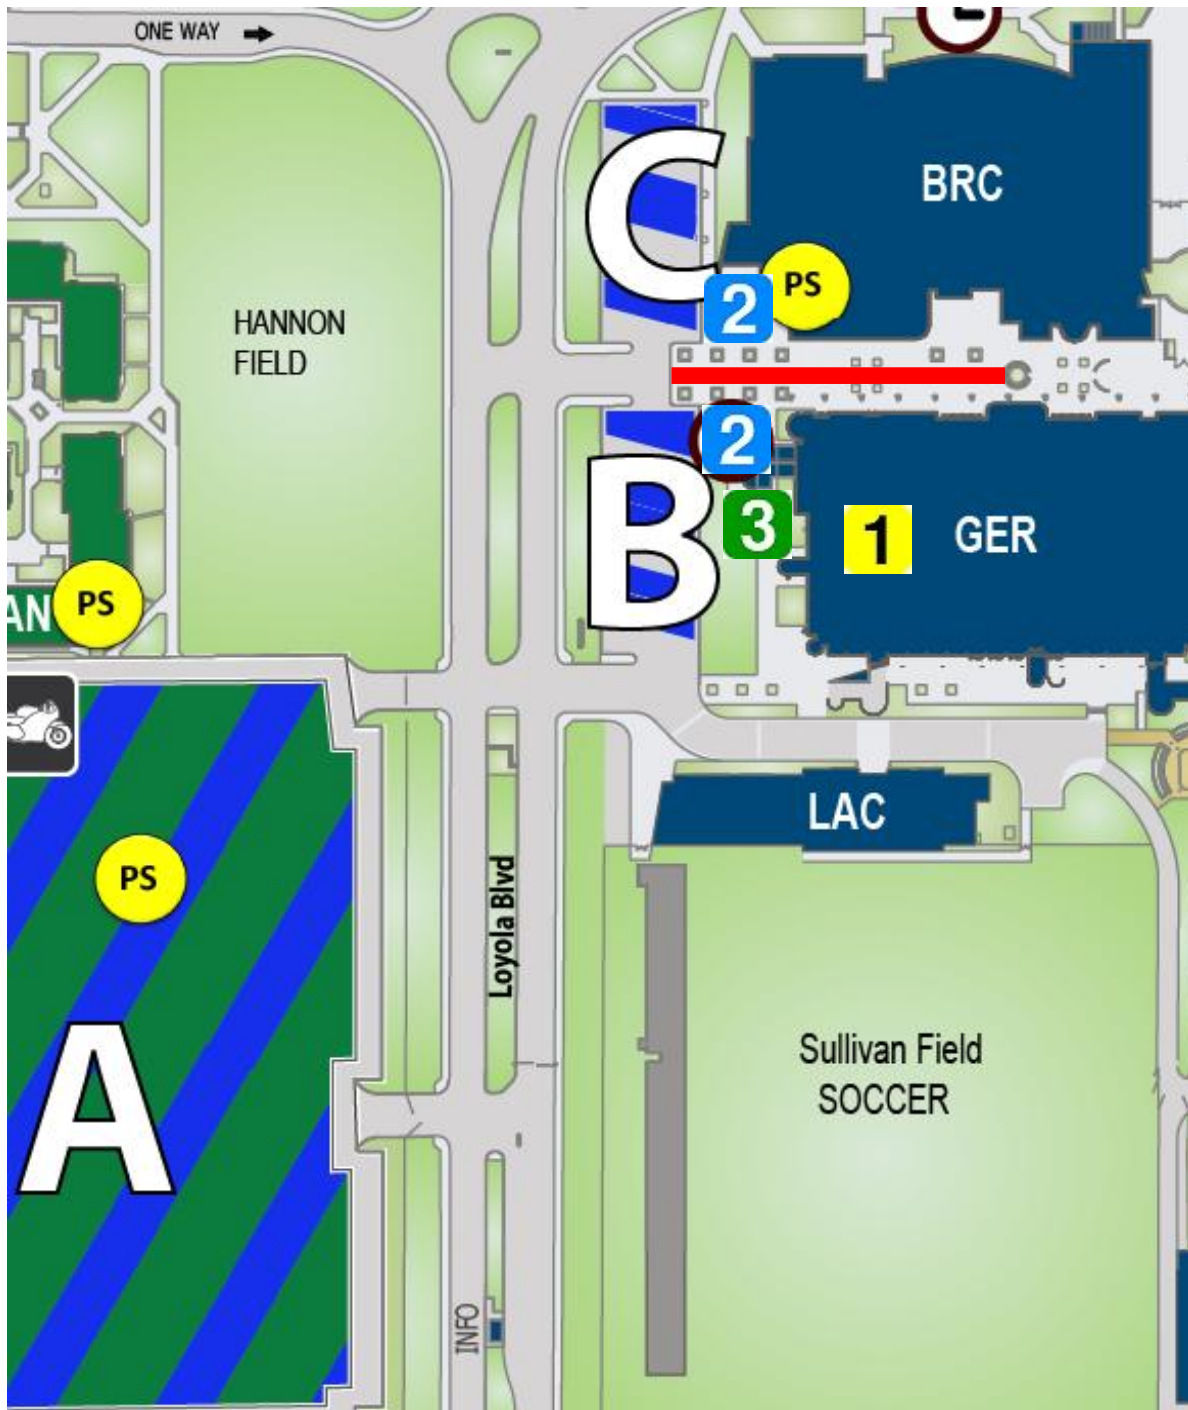 ONE WAY
C
BRC
PS
2
HANNON
FIELD
2
B
3
1
GER
AN
PS
LAC
PS
Loyola Blvd
A
Sullivan Field
SOCCER
INFO